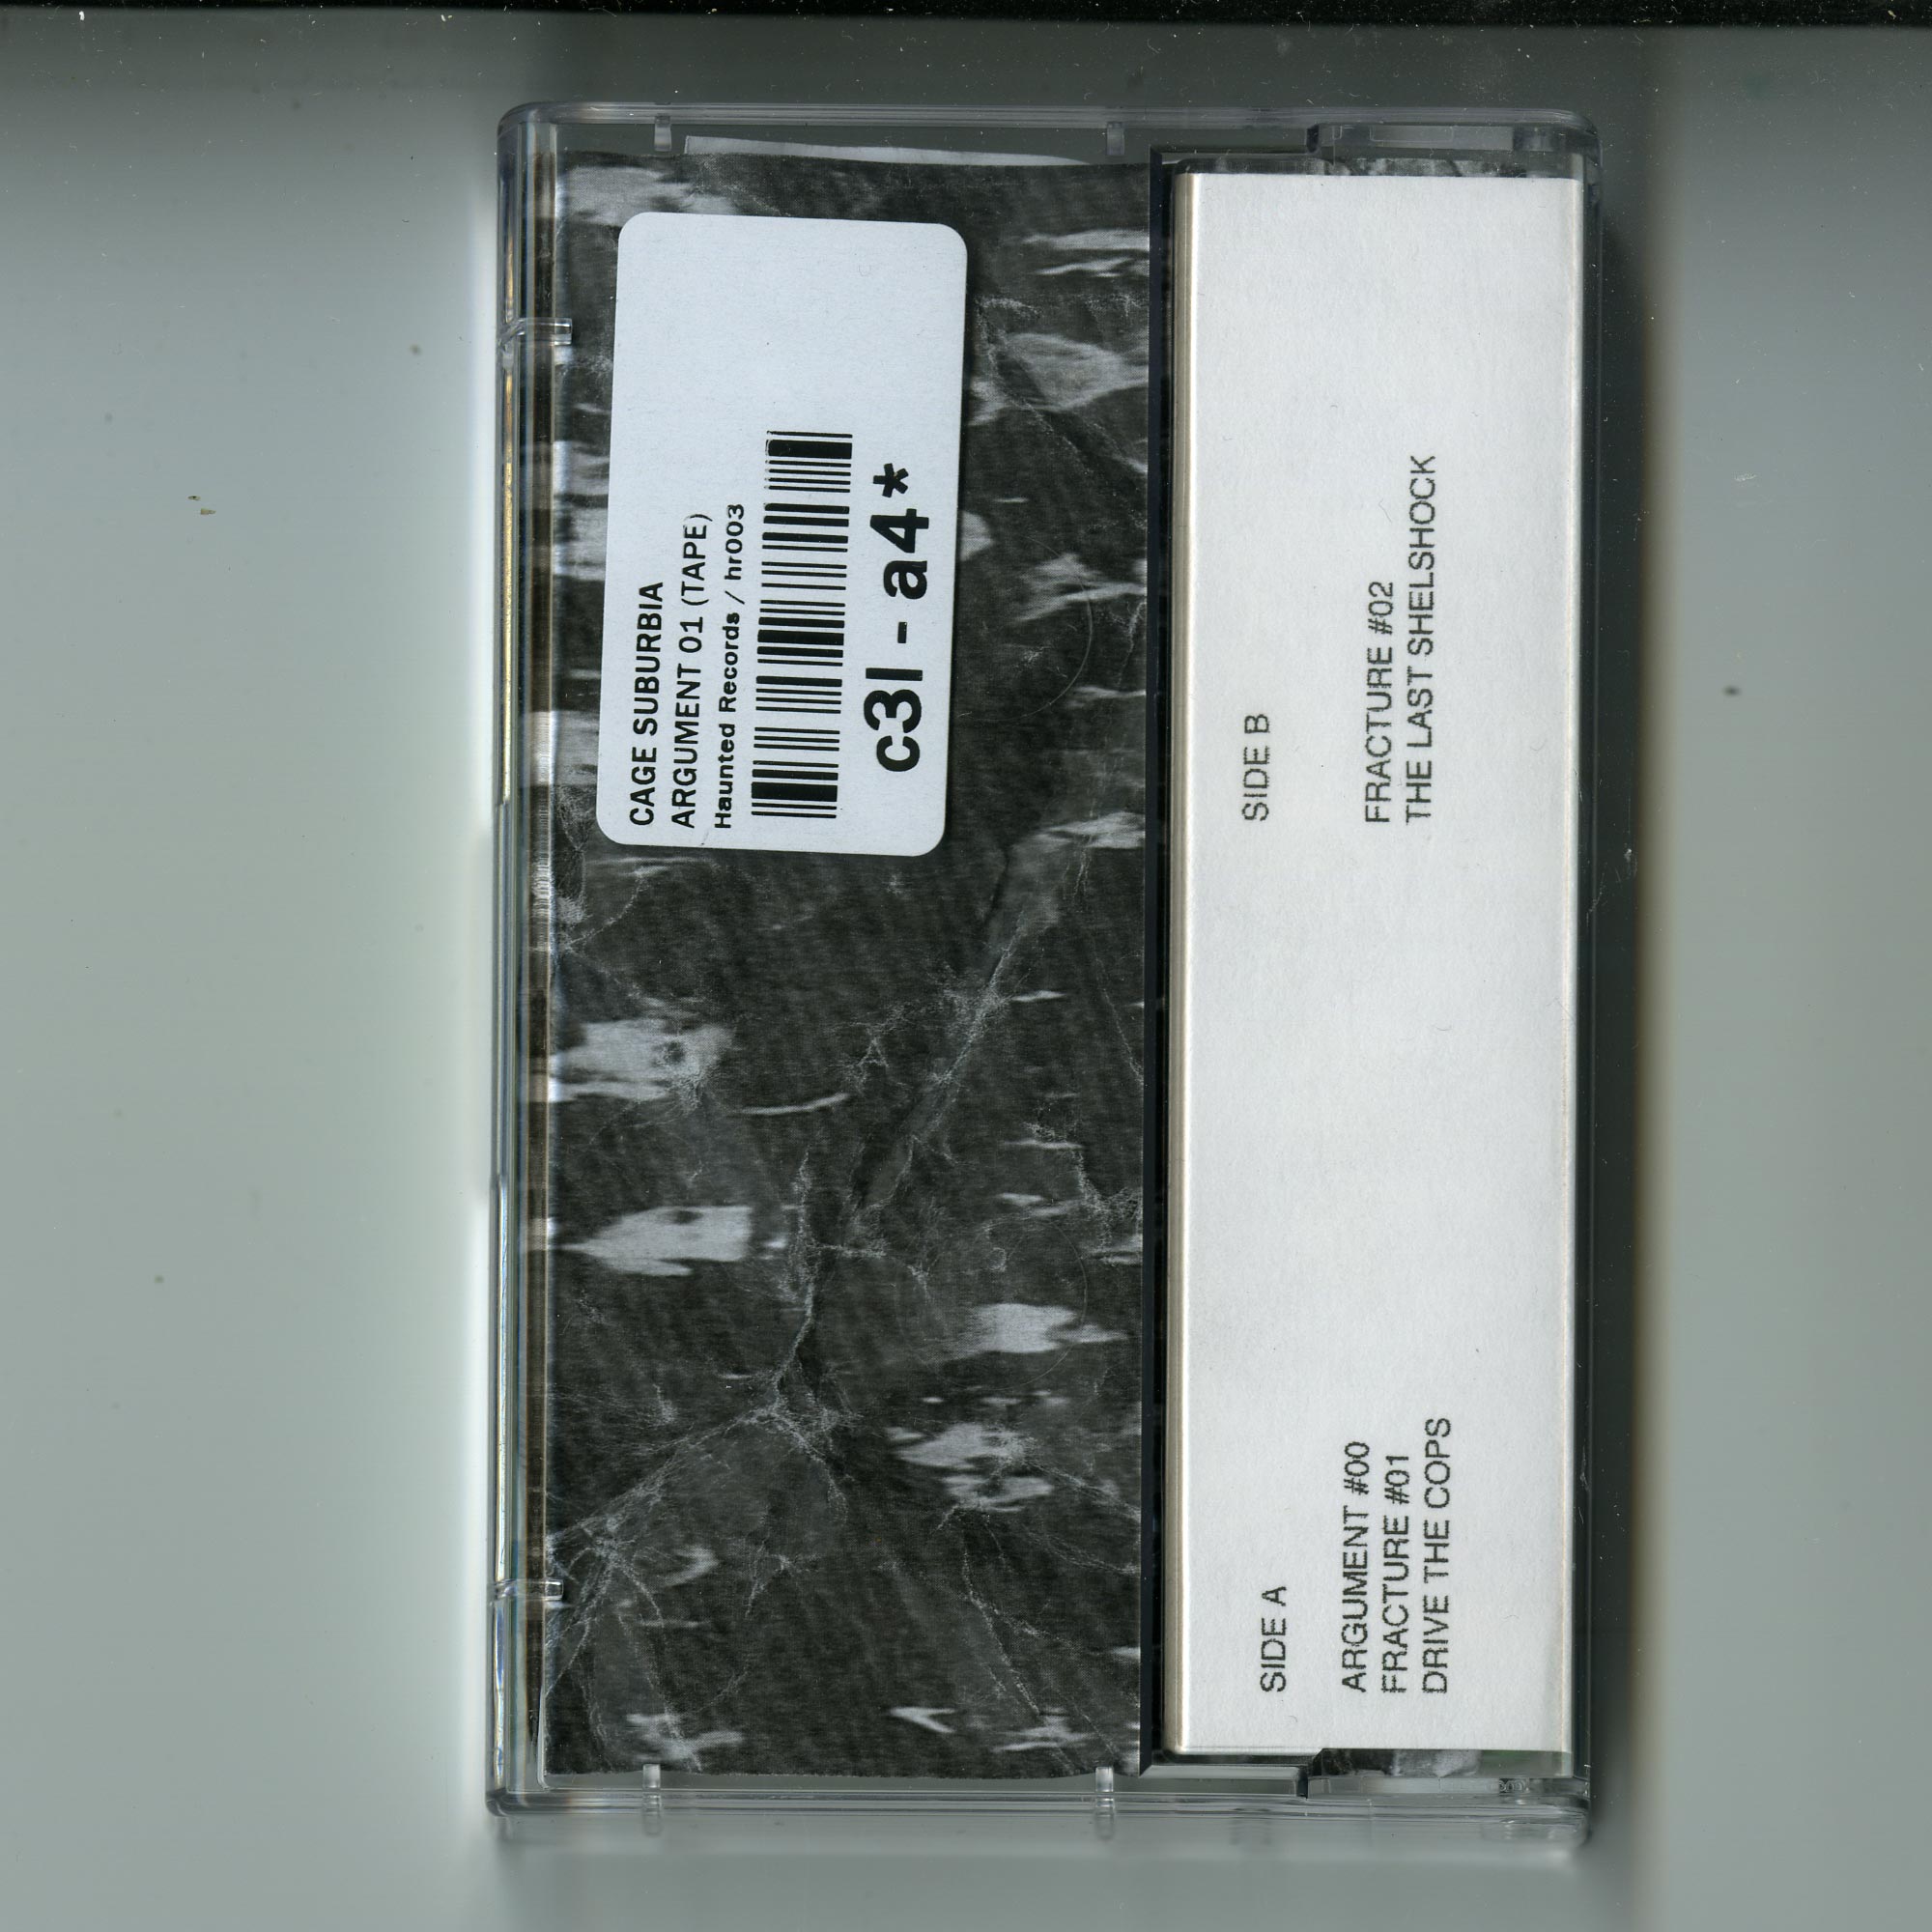 CAGE SUBURBIA
ARGUMENT 01 (TAPE)
Haunted Records / hr003
c3l - a4*
SIDE A
ARGUMENT #00
FRACTURE #01
DRIVE THE COPS
SIDE B
FRACTURE #02
THE LAST SHELSHOCK